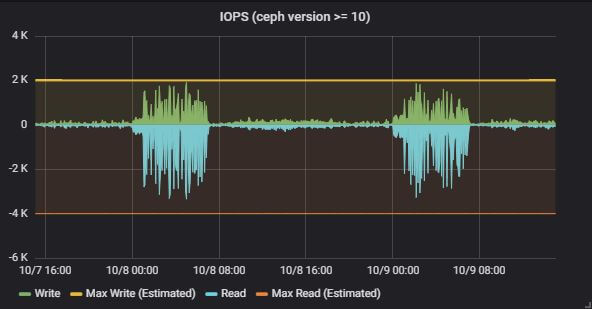 IOPS (ceph version >= 10)
4 K
2 K
0
-2 K
-4 K
-6 K
10/7 16:00 10/8 00:00 10/8 08:00 10/8 16:00 10/9 00:00 10/9 08:00
Write Max Write (Estimated) Read Max Read (Estimated)